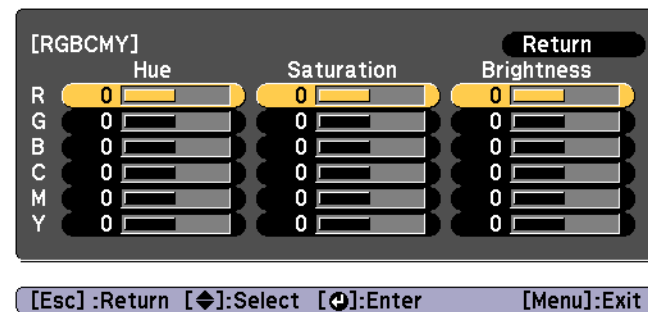 [RGBCMY] Return
Hue Saturation Brightness
R 0 0 0
G 0 0 0
B 0 0 0
C 0 0 0
M 0 0 0
Y 0 0 0
[Esc] :Return [◆]:Select [⏎]:Enter [Menu]:Exit